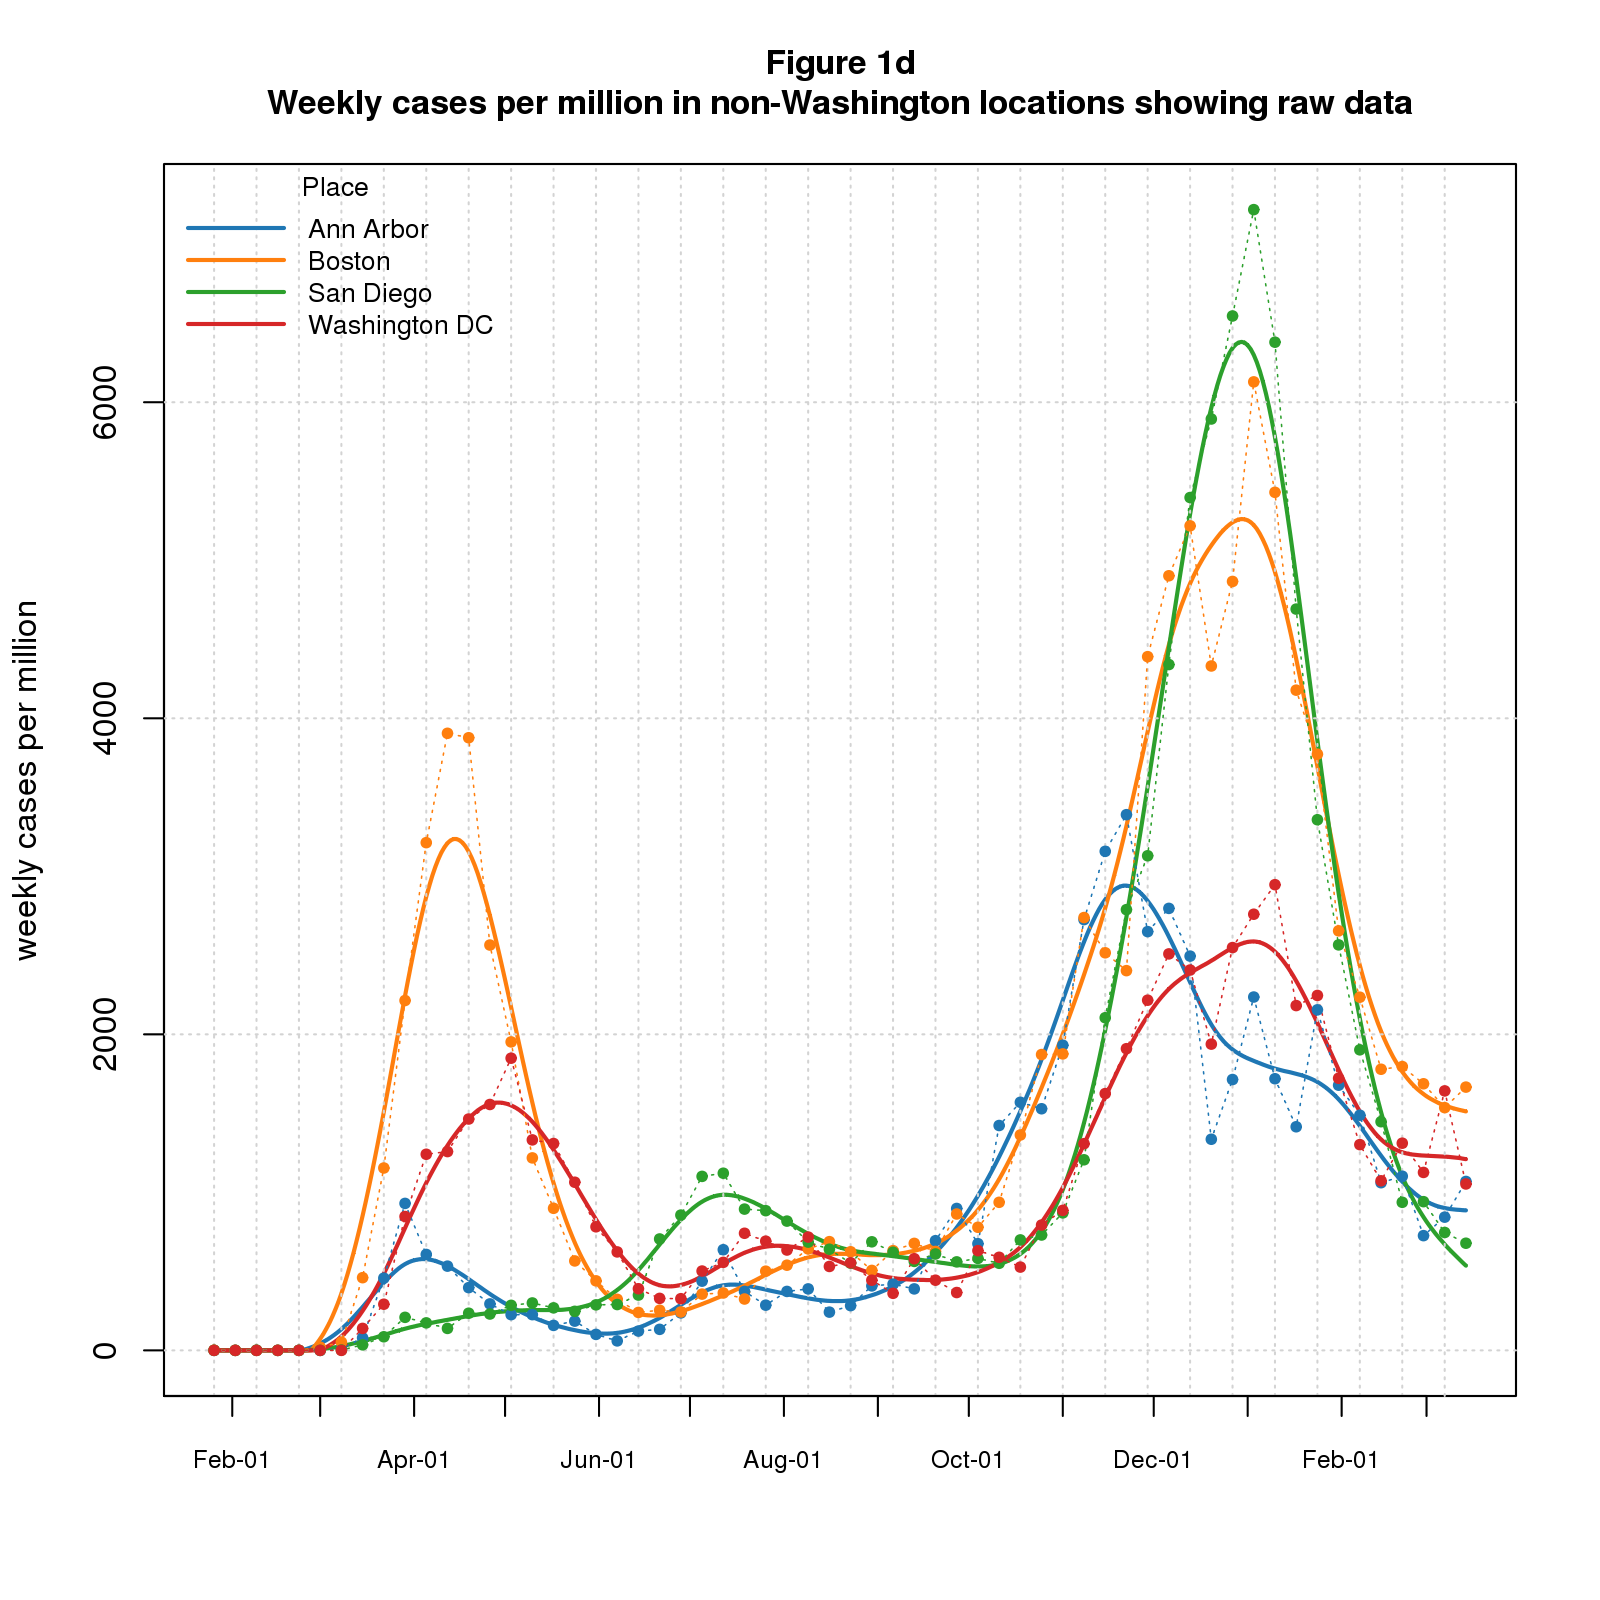 Figure 1d
Weekly cases per million in non-Washington locations showing raw data
Place
Ann Arbor
Boston
San Diego
Washington DC
weekly cases per million
6000
4000
2000
0
Feb-01 Apr-01 Jun-01 Aug-01 Oct-01 Dec-01 Feb-01